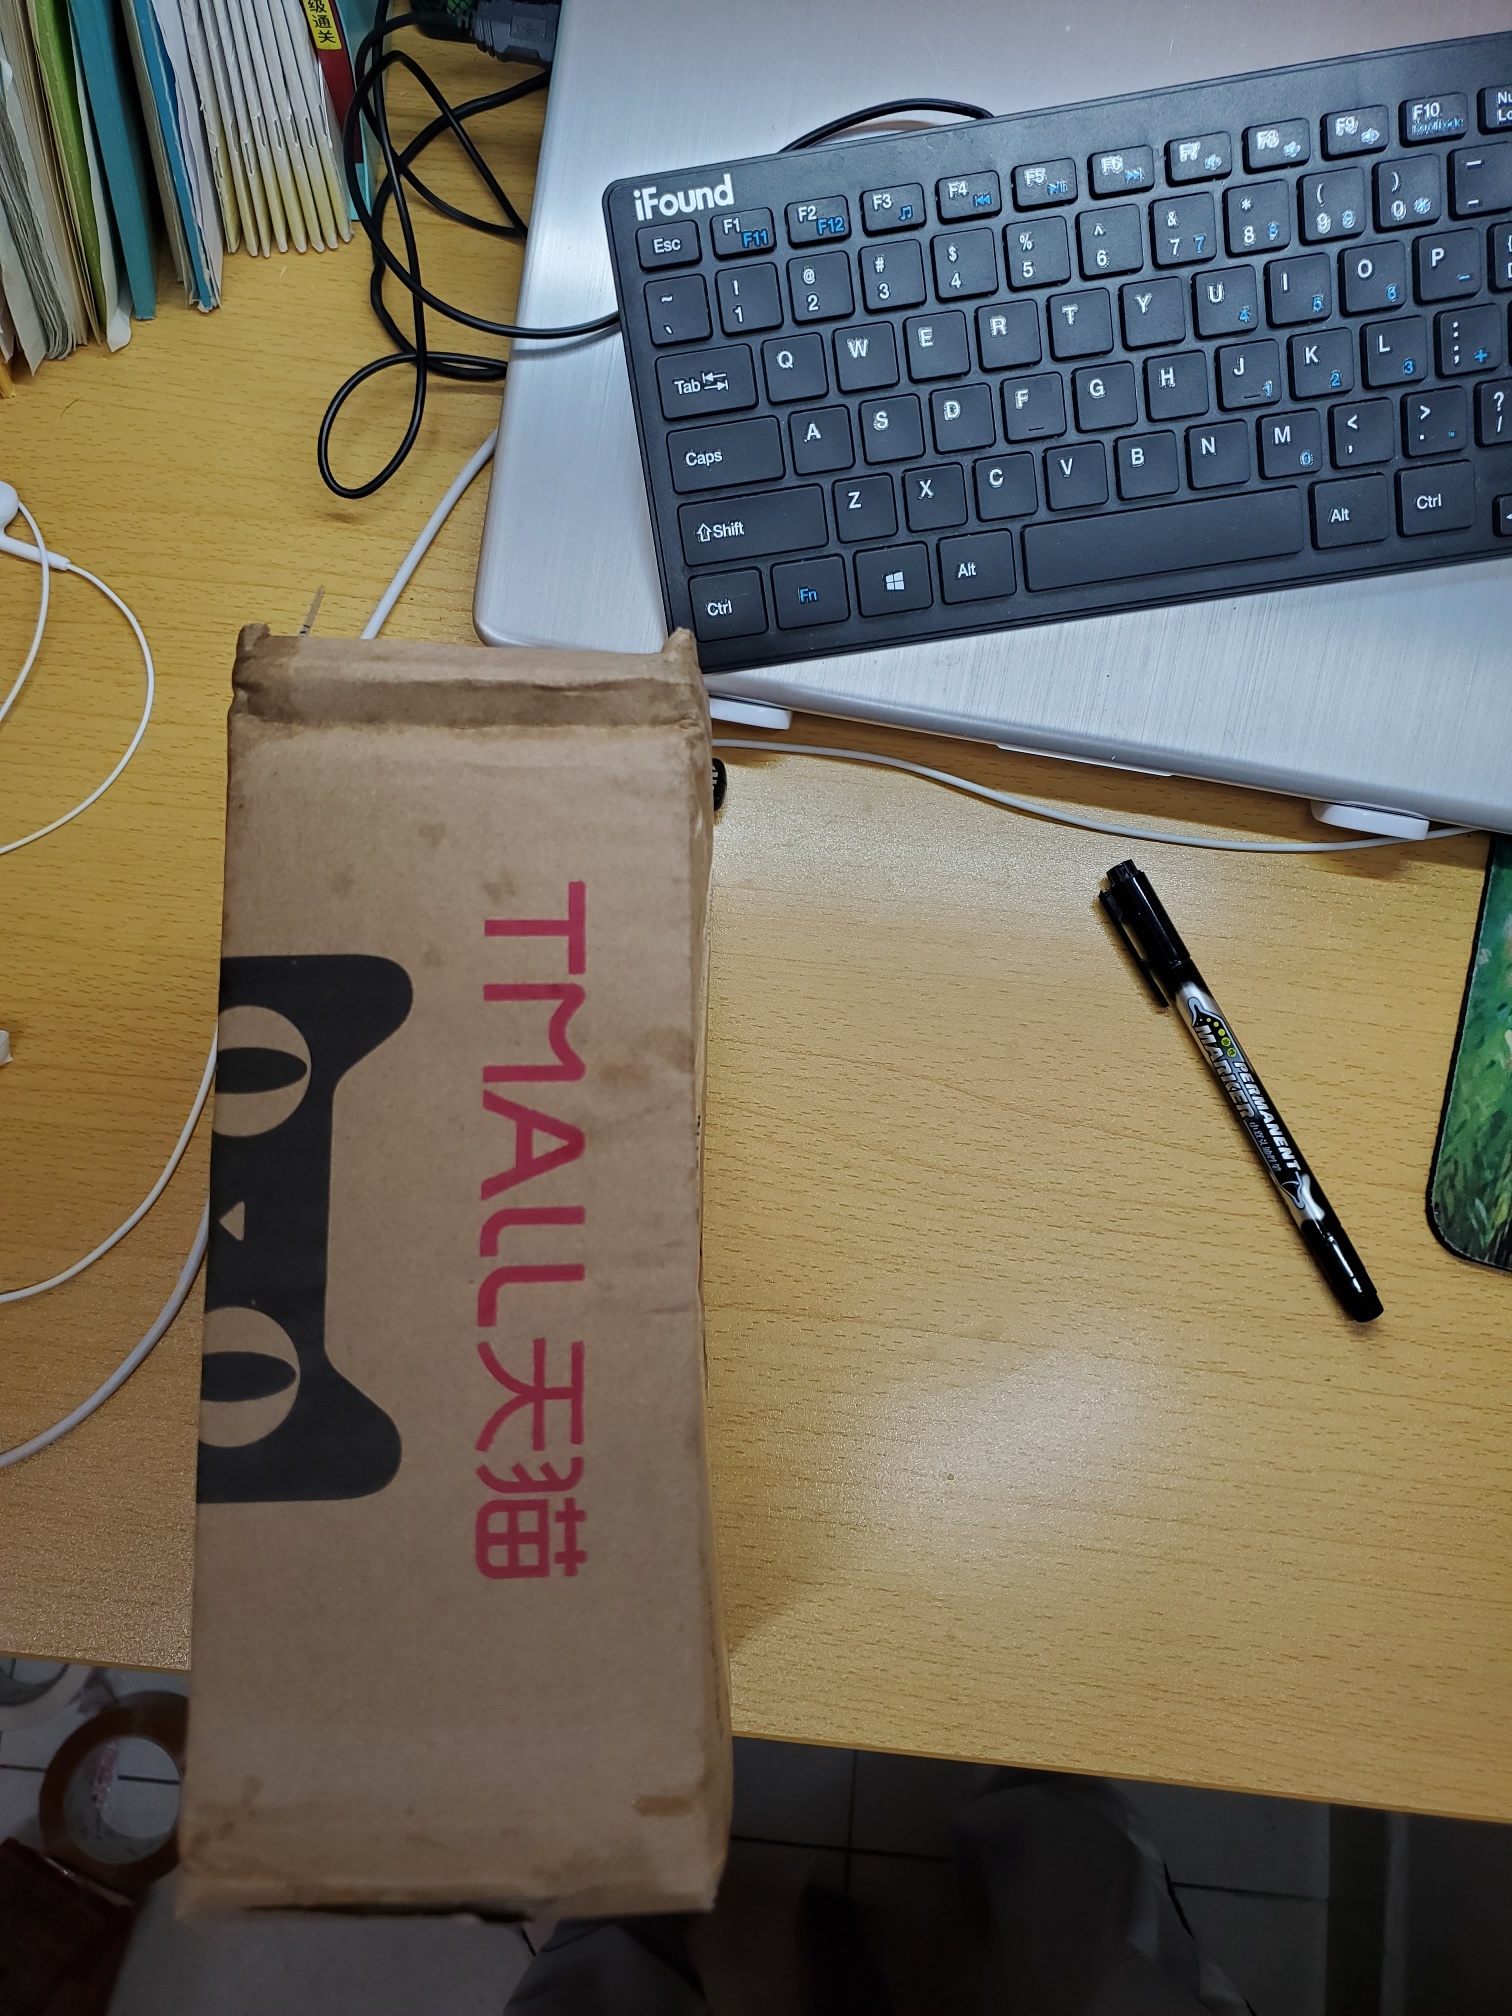 级通关
iFound
Esc F1 F11 F2 F12 F3 F4 F5 F6 F7 F8 F9 F10
~ ` ! 1 @ 2 # 3 $ 4 % 5 ^ 6 & 7 7 * 8 8 ( 9 9 ) 0 * _ -
Tab Q W E R T Y U 4 I 5 O 6 P -
Caps A S D F G H J 1 K 2 L 3 : ; +
Shift Z X C V B N M 0 < , > . . ? /
Ctrl Fn Alt Alt Ctrl
TMALL天猫
PERMANENT
MARKER